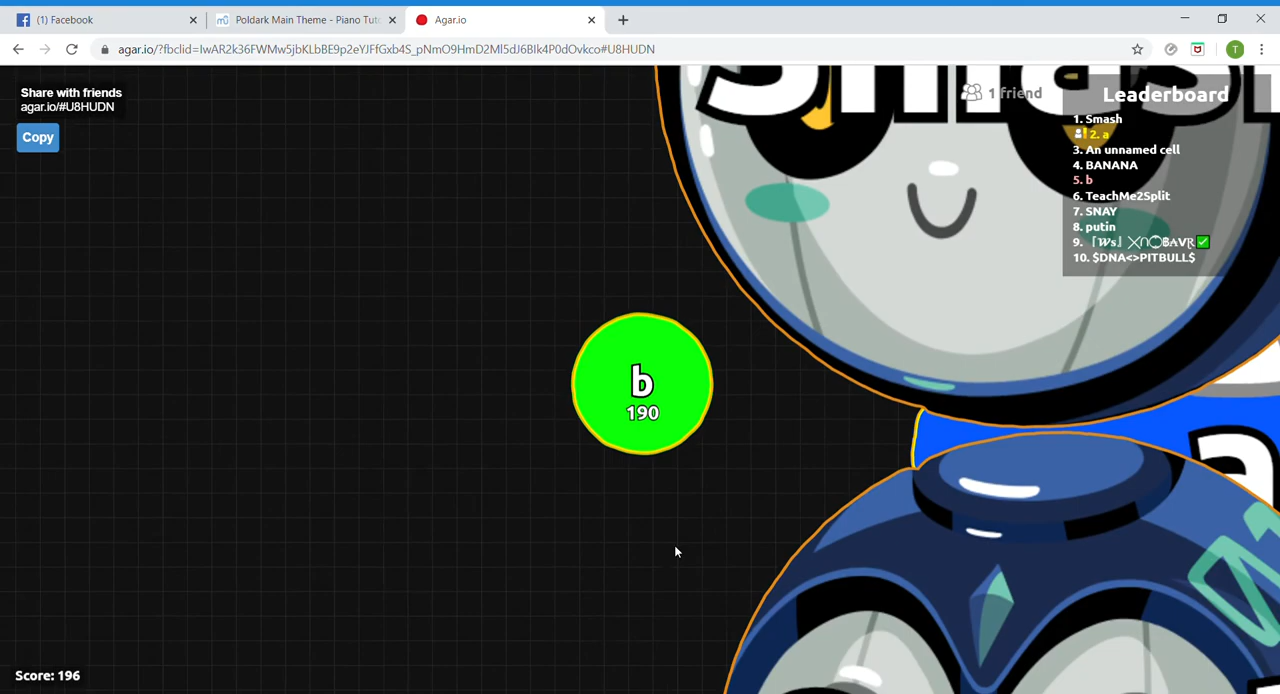 (1) Facebook
Poldark Main Theme - Piano Tuto
Agar.io
agar.io/?fbclid=IwAR2k36FWMw5jbKLbBE9p2eYJFfGxb4S_pNmO9HmD2Ml5dJ6BIk4P0dOvkco#U8HUDN
T
Share with friends
agar.io/#U8HUDN
Copy
1 friend
Leaderboard
1. Smash
2. a
3. An unnamed cell
4. BANANA
5. b
6. TeachMe2Split
7. SNAY
8. putin
10. $DNA<>PITBULL$
Smas
b
190
a
Score: 196